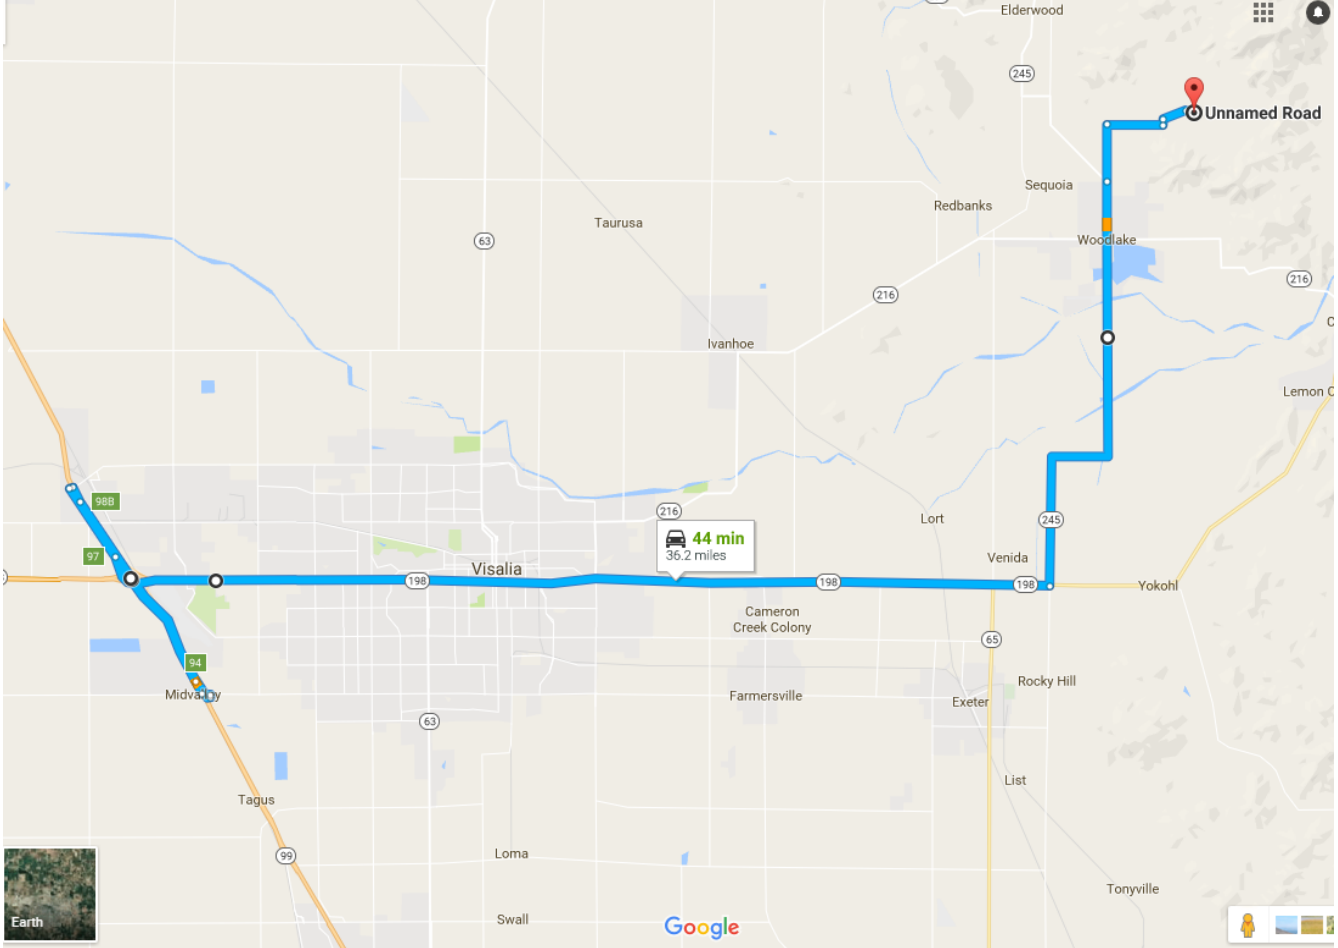 Elderwood
245
Unnamed Road
Sequoia
Redbanks
Taurusa
63
Woodlake
216
216
Ivanhoe
Lemon C
98B
216
Lort
245
44 min
36.2 miles
97
Venida
Visalia
198
198
198
Yokohl
Cameron
Creek Colony
65
94
Rocky Hill
Farmersville
Exeter
63
List
Tagus
Loma
99
Tonyville
Earth
Swall
Google